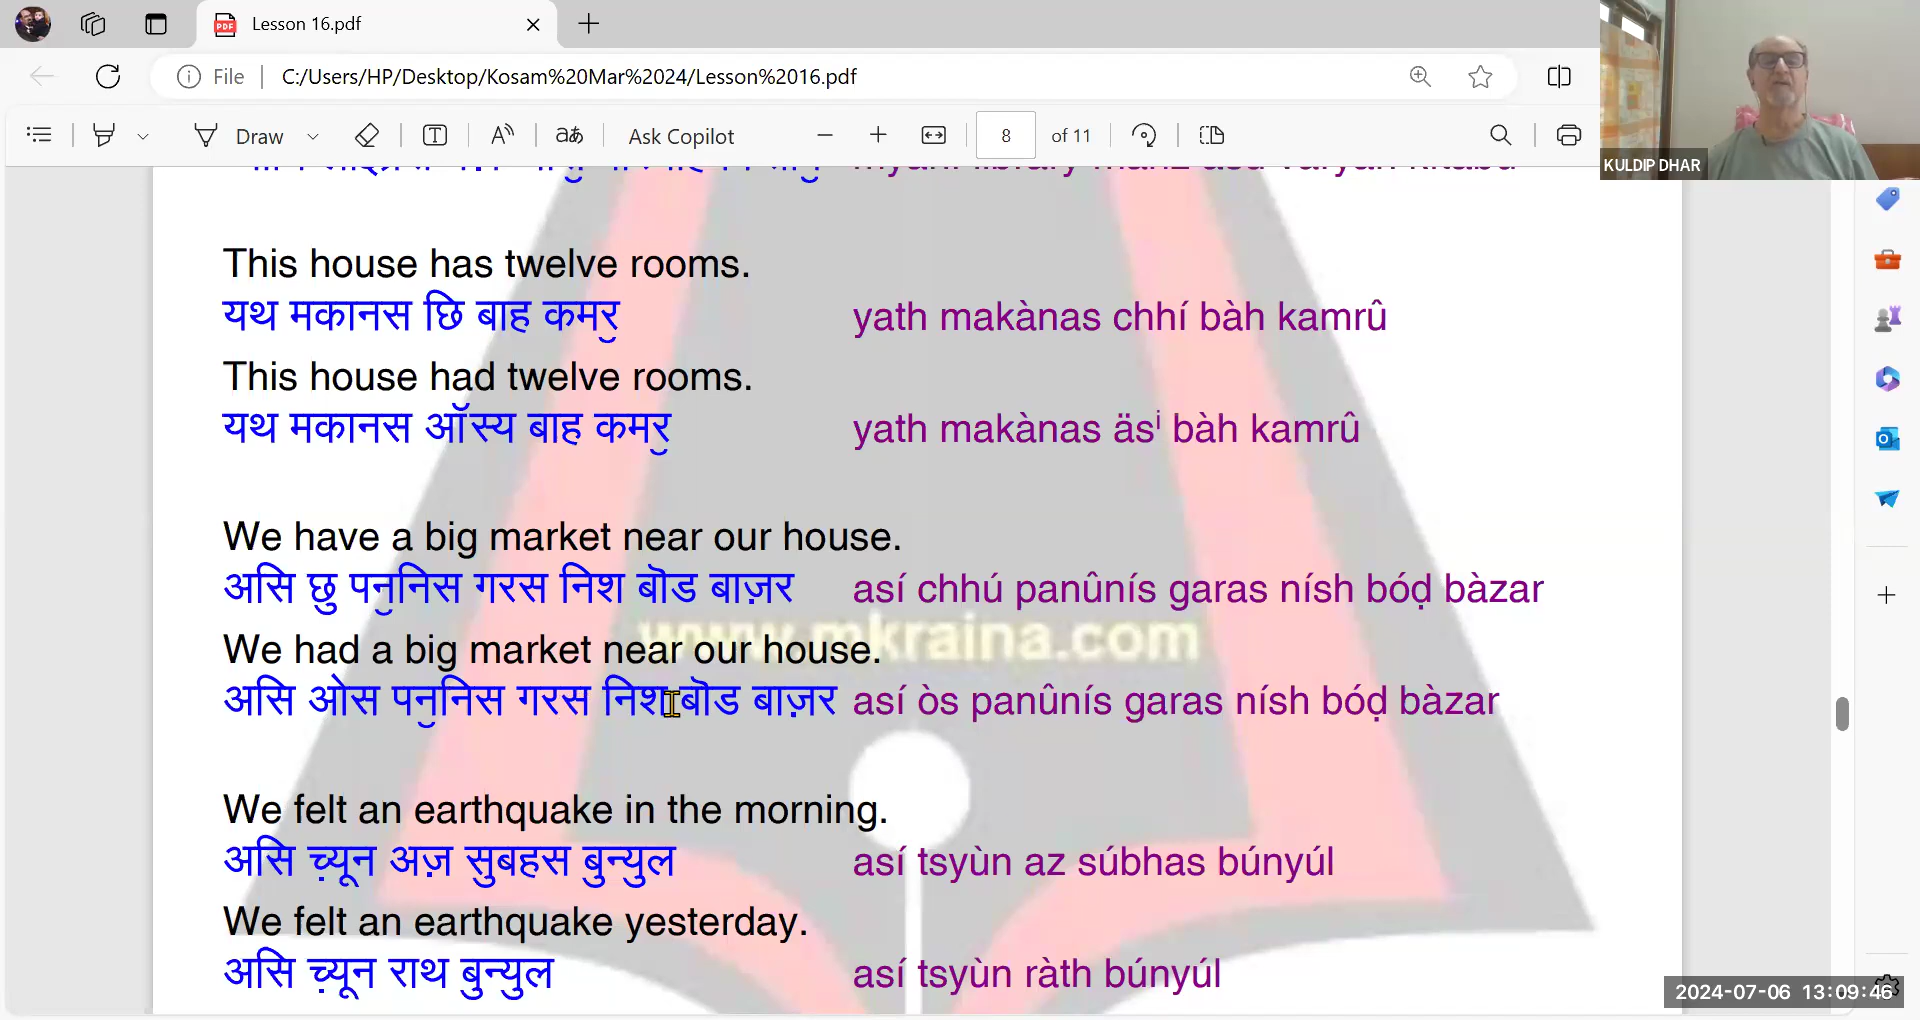 Lesson 16.pdf
File C:/Users/HP/Desktop/Kosam%20Mar%2024/Lesson%2016.pdf
Draw Ask Copilot 8 of 11
KULDIP DHAR
This house has twelve rooms.
यथ मकानस छि बाह कमरॖ yath makànas chhí bàh kamrû
This house had twelve rooms.
यथ मकानस ऑस्य बाह कमरॖ yath makànas äsⁱ bàh kamrû
We have a big market near our house.
असि छु पनॖनिस गरस निश बॊड बाज़र así chhú panûnís garas nísh bóḍ bàzar
www.mkraina.com
We had a big market near our house.
असि ओस पनॖनिस गरस निश बॊड बाज़र así òs panûnís garas nísh bóḍ bàzar
We felt an earthquake in the morning.
असि च़्यून अज़ सुबहस बुन्युल así tsyùn az súbhas búnyúl
We felt an earthquake yesterday.
असि च़्यून राथ बुन्युल así tsyùn ràth búnyúl
2024-07-06 13:09:46